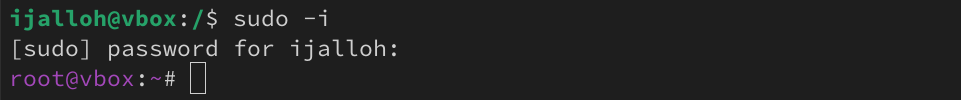 ijalloh@vbox:/$ sudo -i
[sudo] password for ijalloh:
root@vbox:~#